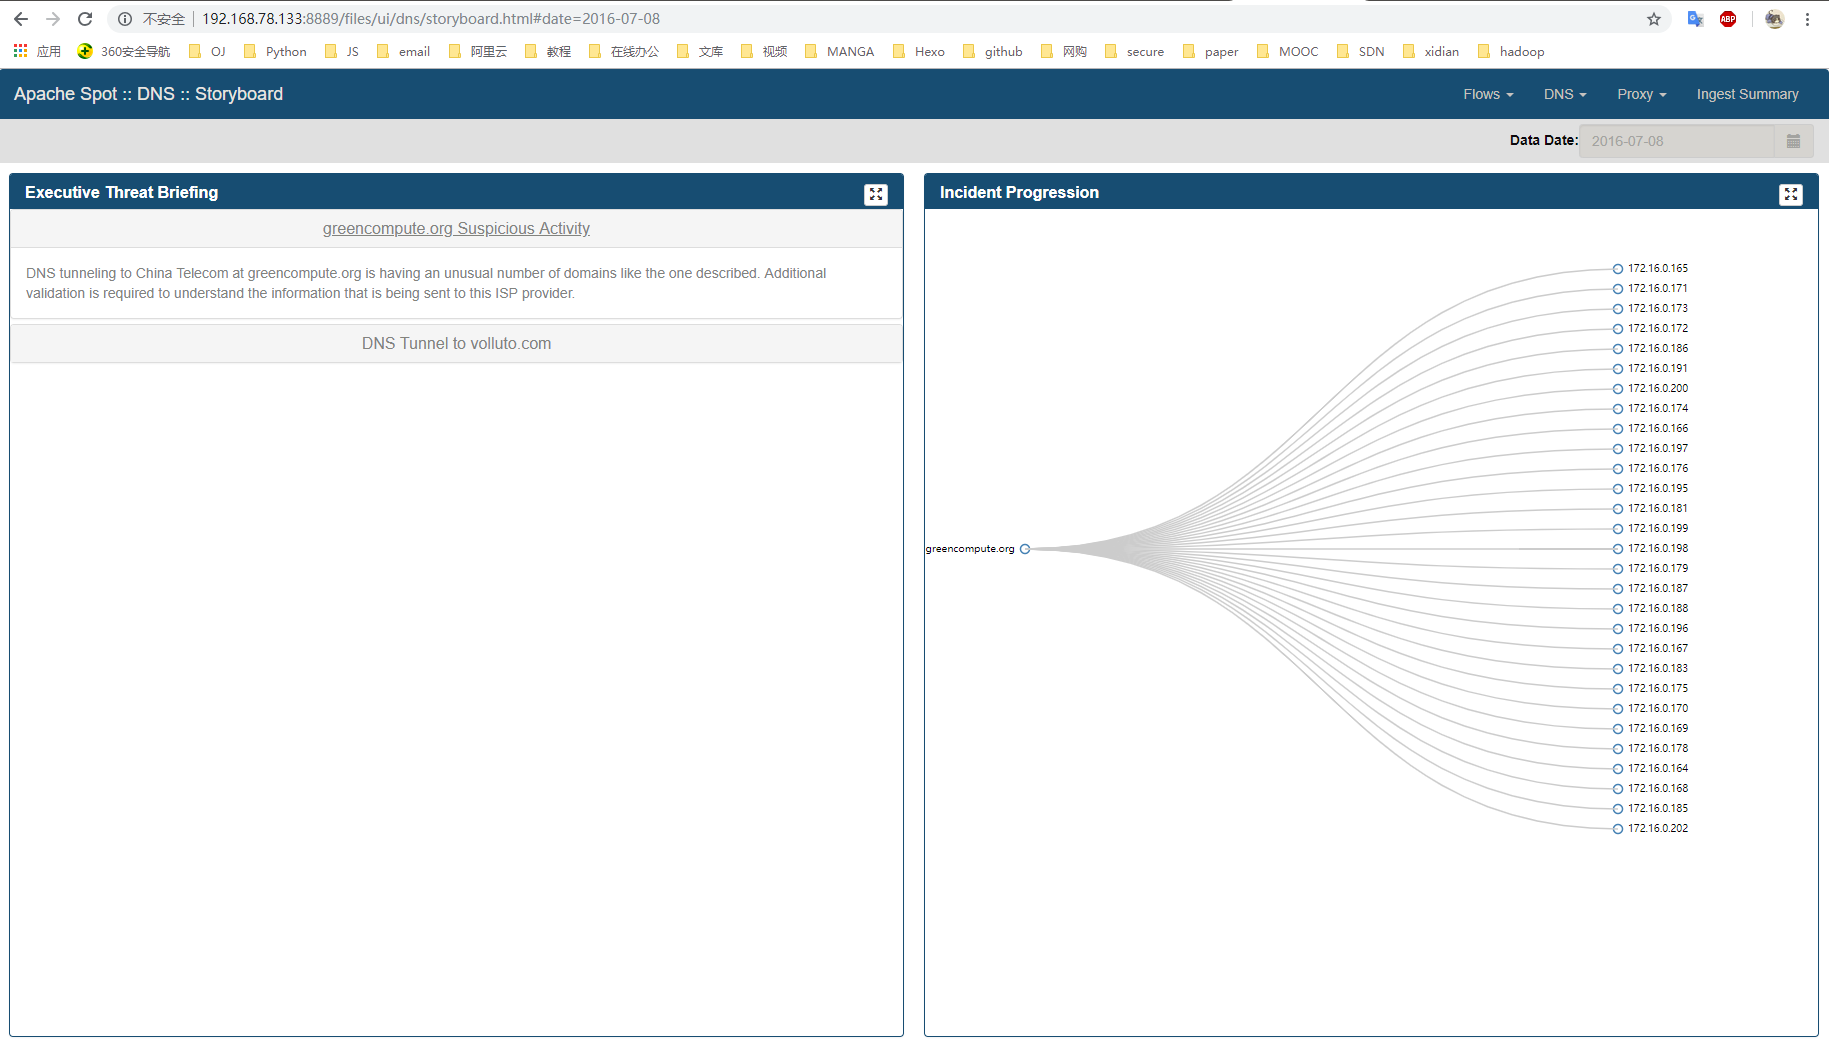 不安全 192.168.78.133:8889/files/ui/dns/storyboard.html#date=2016-07-08
ABP
应用 360安全导航 OJ Python JS email 阿里云 教程 在线办公 文库 视频 MANGA Hexo github 网购 secure paper MOOC SDN xidian hadoop
Apache Spot :: DNS :: Storyboard Flows DNS Proxy Ingest Summary
Data Date: 2016-07-08
Executive Threat Briefing
greencompute.org Suspicious Activity
DNS tunneling to China Telecom at greencompute.org is having an unusual number of domains like the one described. Additional
validation is required to understand the information that is being sent to this ISP provider.
DNS Tunnel to volluto.com
Incident Progression
greencompute.org
172.16.0.165
172.16.0.171
172.16.0.173
172.16.0.172
172.16.0.186
172.16.0.191
172.16.0.200
172.16.0.174
172.16.0.166
172.16.0.197
172.16.0.176
172.16.0.195
172.16.0.181
172.16.0.199
172.16.0.198
172.16.0.179
172.16.0.187
172.16.0.188
172.16.0.196
172.16.0.167
172.16.0.183
172.16.0.175
172.16.0.170
172.16.0.169
172.16.0.178
172.16.0.164
172.16.0.168
172.16.0.185
172.16.0.202